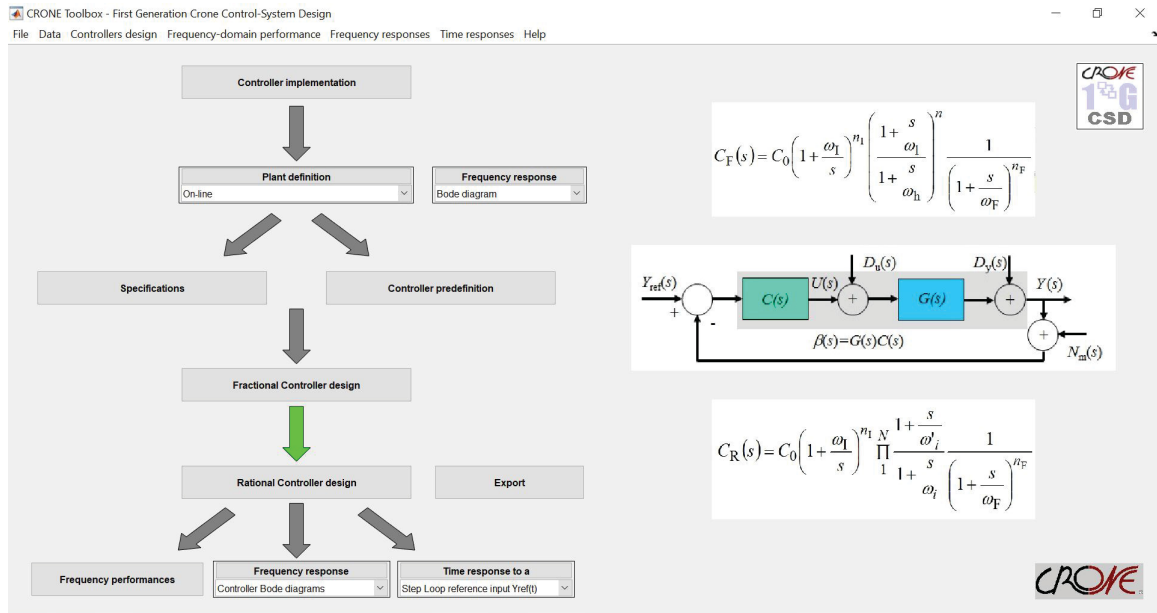 CRONE Toolbox - First Generation Crone Control-System Design
File Data Controllers design Frequency-domain performance Frequency responses Time responses Help
Controller implementation
Plant definition
On-line
Frequency response
Bode diagram
Specifications
Controller predefinition
Fractional Controller design
Rational Controller design
Export
Frequency performances
Frequency response
Controller Bode diagrams
Time response to a
Step Loop reference input Yref(t)
CRONE
1 G
CSD
C_F(s) = C_0 (1 + ω_I/s)^{n_I} ((1 + s/ω_l)/(1 + s/ω_h))^n 1/(1 + s/ω_F)^{n_F}
Y_ref(s) + - C(s) U(s) + D_u(s) G(s) + D_y(s) Y(s)
β(s)=G(s)C(s) + N_m(s)
C_R(s) = C_0 (1 + ω_I/s)^{n_I} ∏_1^N (1 + s/ω'_i)/(1 + s/ω_i) 1/(1 + s/ω_F)^{n_F}
CRONE